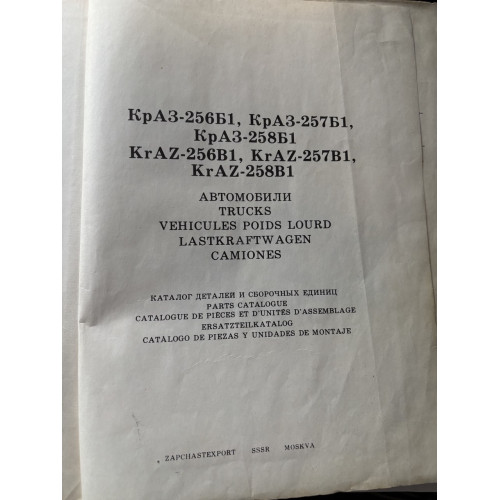 КрАЗ-256Б1, КрАЗ-257Б1,
КрАЗ-258Б1
KrAZ-256B1, KrAZ-257B1,
KrAZ-258B1
АВТОМОБИЛИ
TRUCKS
VEHICULES POIDS LOURD
LASTKRAFTWAGEN
CAMIONES
КАТАЛОГ ДЕТАЛЕЙ И СБОРОЧНЫХ ЕДИНИЦ
PARTS CATALOGUE
CATALOGUE DE PIÈCES ET D'UNITÉS D'ASSEMBLAGE
ERSATZTEILKATALOG
CATÁLOGO DE PIEZAS Y UNIDADES DE MONTAJE
ZAPCHASTEXPORT SSSR MOSKVA